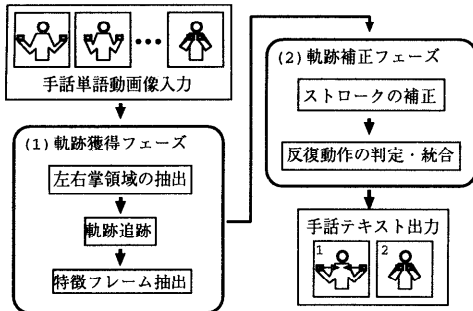 手話単語動画像入力
(1) 軌跡獲得フェーズ
左右掌領域の抽出
軌跡追跡
特徴フレーム抽出
(2) 軌跡補正フェーズ
ストロークの補正
反復動作の判定・統合
手話テキスト出力
1
2